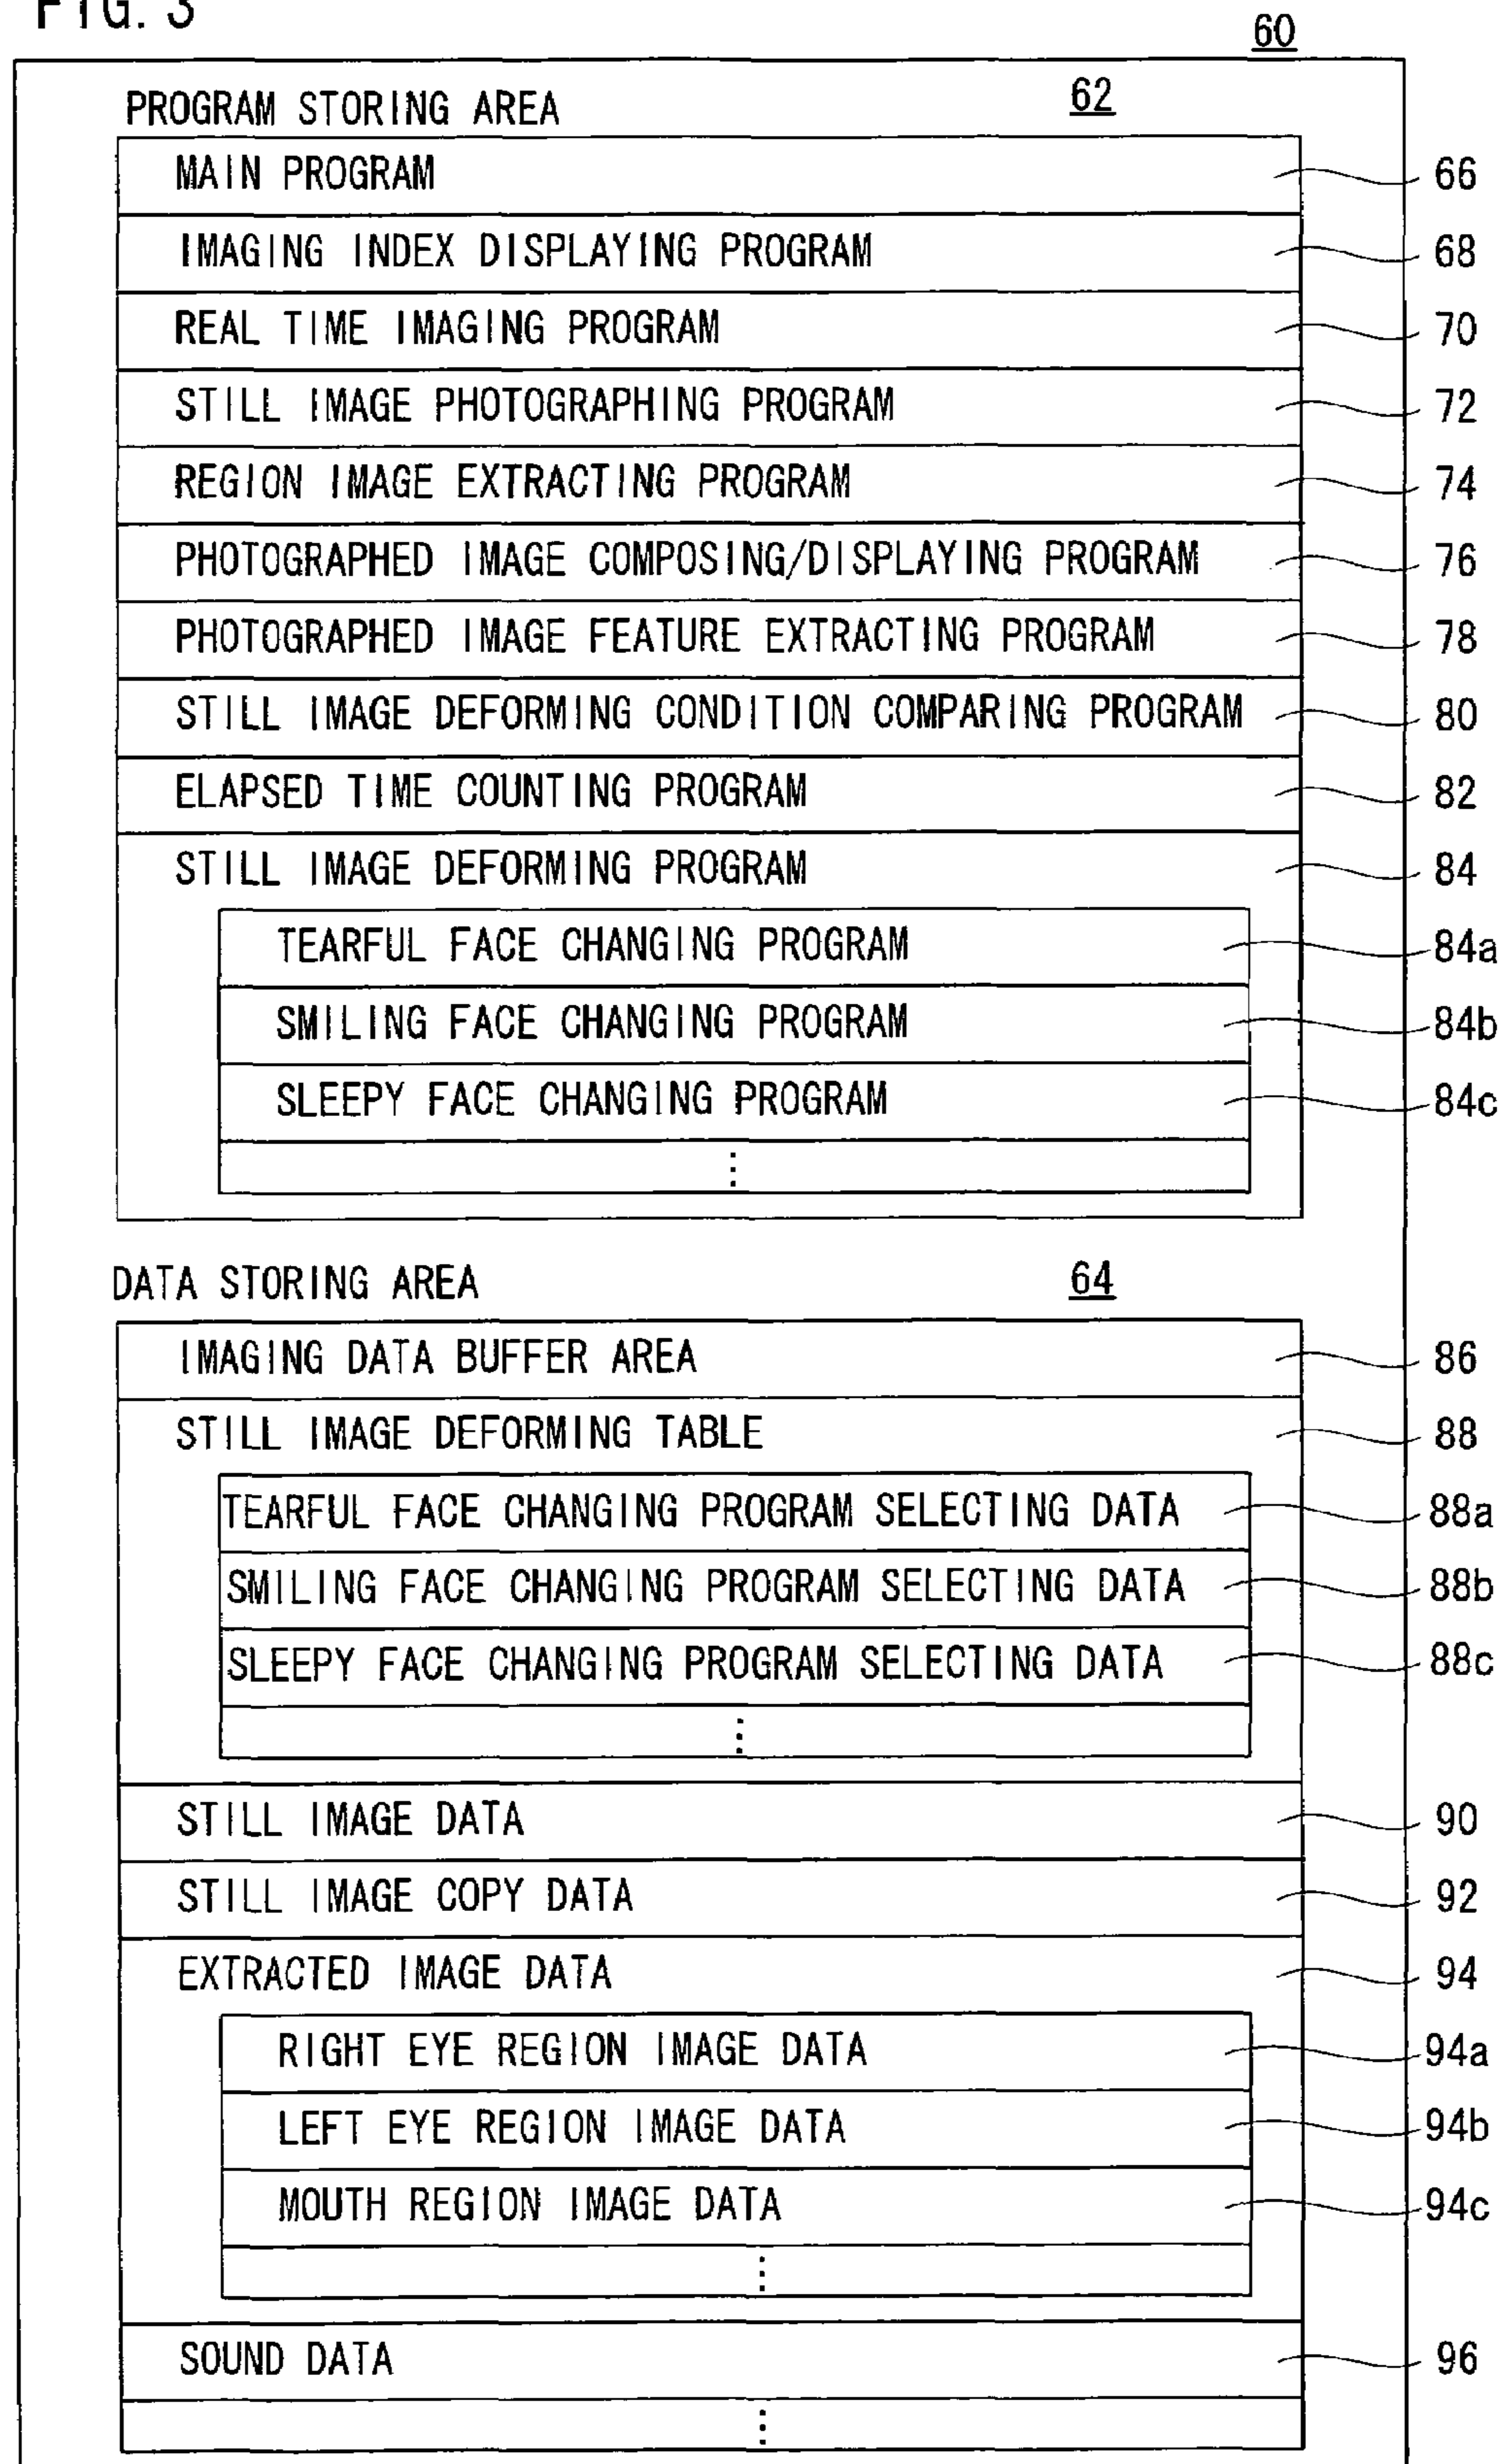 FIG. 3
60
PROGRAM STORING AREA 62
MAIN PROGRAM 66
IMAGING INDEX DISPLAYING PROGRAM 68
REAL TIME IMAGING PROGRAM 70
STILL IMAGE PHOTOGRAPHING PROGRAM 72
REGION IMAGE EXTRACTING PROGRAM 74
PHOTOGRAPHED IMAGE COMPOSING/DISPLAYING PROGRAM 76
PHOTOGRAPHED IMAGE FEATURE EXTRACTING PROGRAM 78
STILL IMAGE DEFORMING CONDITION COMPARING PROGRAM 80
ELAPSED TIME COUNTING PROGRAM 82
STILL IMAGE DEFORMING PROGRAM 84
TEARFUL FACE CHANGING PROGRAM 84a
SMILING FACE CHANGING PROGRAM 84b
SLEEPY FACE CHANGING PROGRAM 84c
⋮
DATA STORING AREA 64
IMAGING DATA BUFFER AREA 86
STILL IMAGE DEFORMING TABLE 88
TEARFUL FACE CHANGING PROGRAM SELECTING DATA 88a
SMILING FACE CHANGING PROGRAM SELECTING DATA 88b
SLEEPY FACE CHANGING PROGRAM SELECTING DATA 88c
⋮
STILL IMAGE DATA 90
STILL IMAGE COPY DATA 92
EXTRACTED IMAGE DATA 94
RIGHT EYE REGION IMAGE DATA 94a
LEFT EYE REGION IMAGE DATA 94b
MOUTH REGION IMAGE DATA 94c
⋮
SOUND DATA 96
⋮